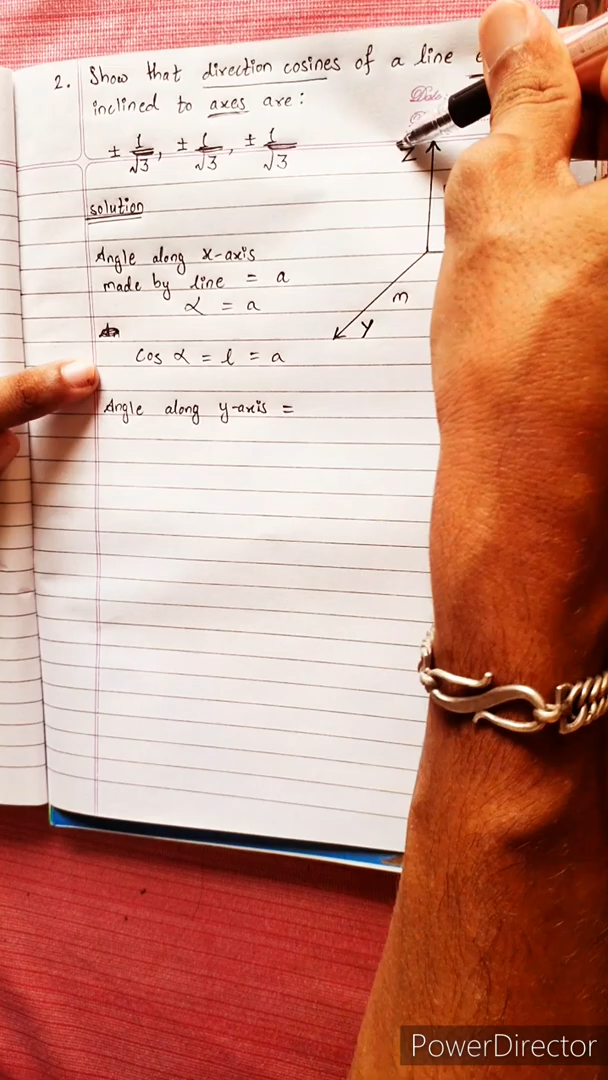 2. Show that direction cosines of a line
inclined to axes are:
± 1/√3, ± 1/√3, ± 1/√3
Date:
solution
Z
Angle along x-axis
made by line = a
α = a
m
y
cos α = l = a
Angle along y-axis =
PowerDirector